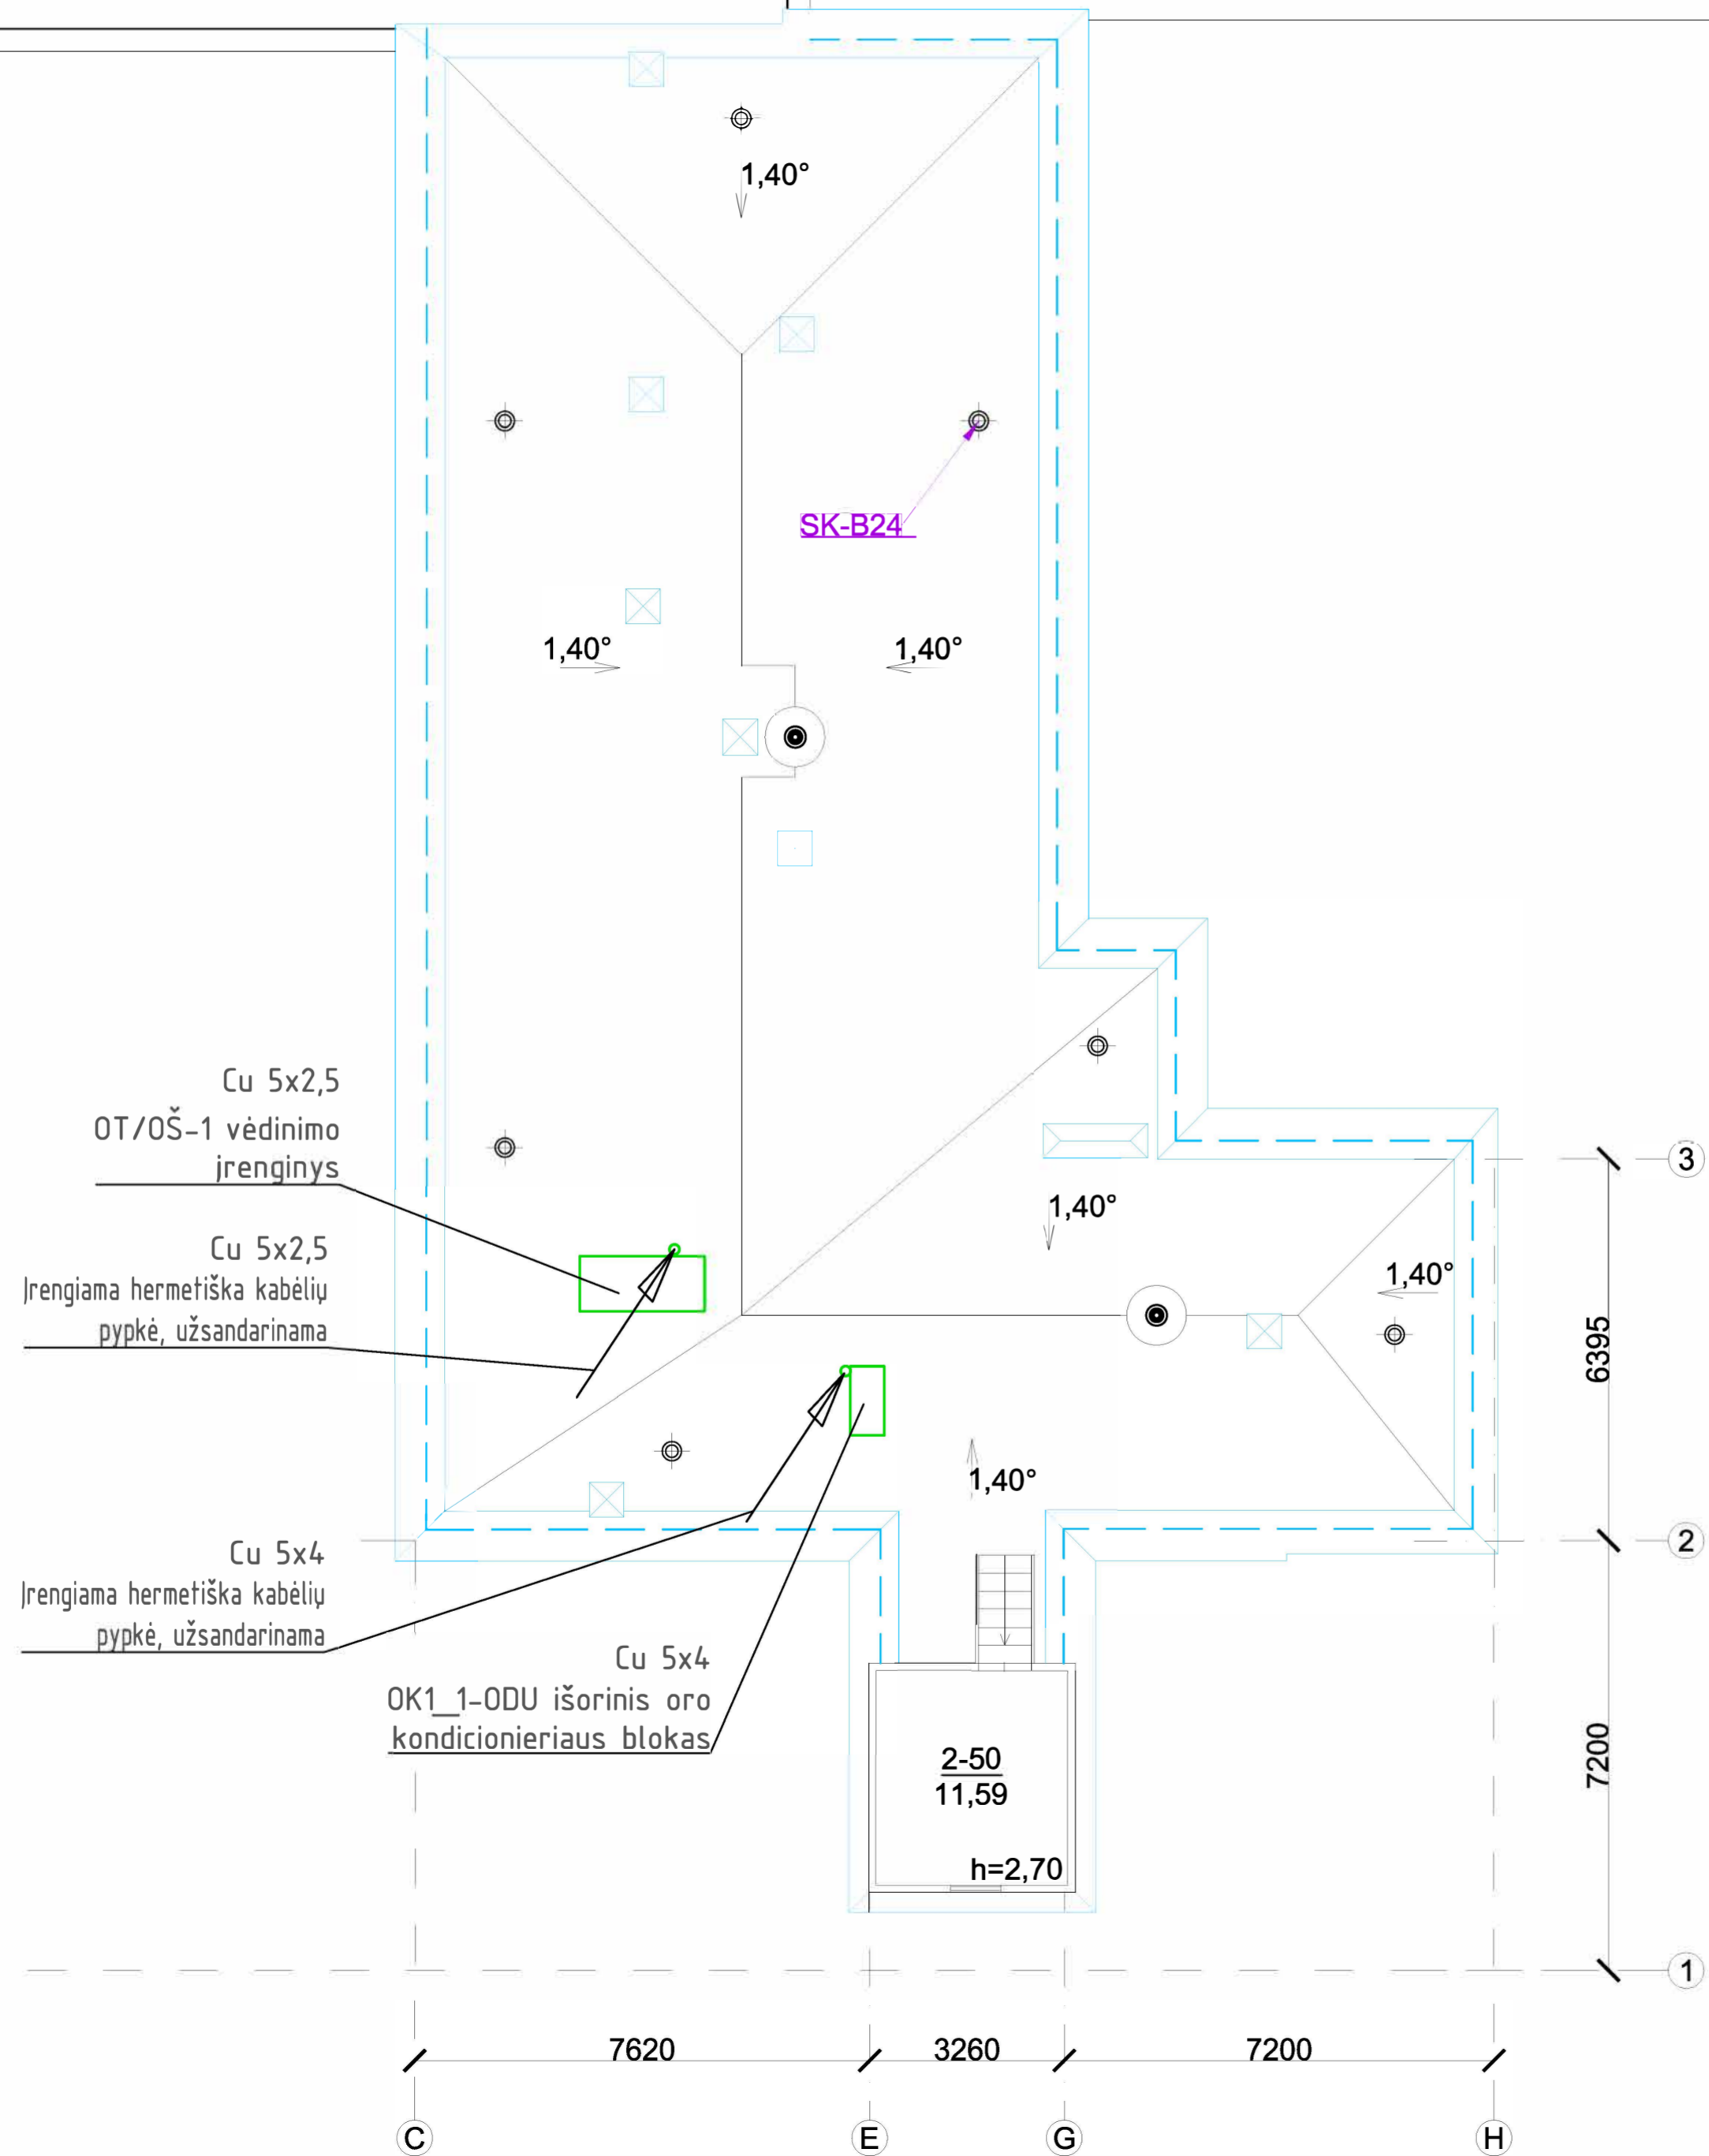 1,40°
SK-B24
1,40°
1,40°
Cu 5x2,5
OT/OŠ-1 vėdinimo
įrenginys
Cu 5x2,5
Įrengiama hermetiška kabėlių
pypkė, užsandarinama
1,40°
1,40°
1,40°
Cu 5x4
Įrengiama hermetiška kabėlių
pypkė, užsandarinama
Cu 5x4
OK1_1-ODU išorinis oro
kondicionieriaus blokas
2-50
11,59
h=2,70
3
6395
2
7200
1
7620
3260
7200
C
E
G
H